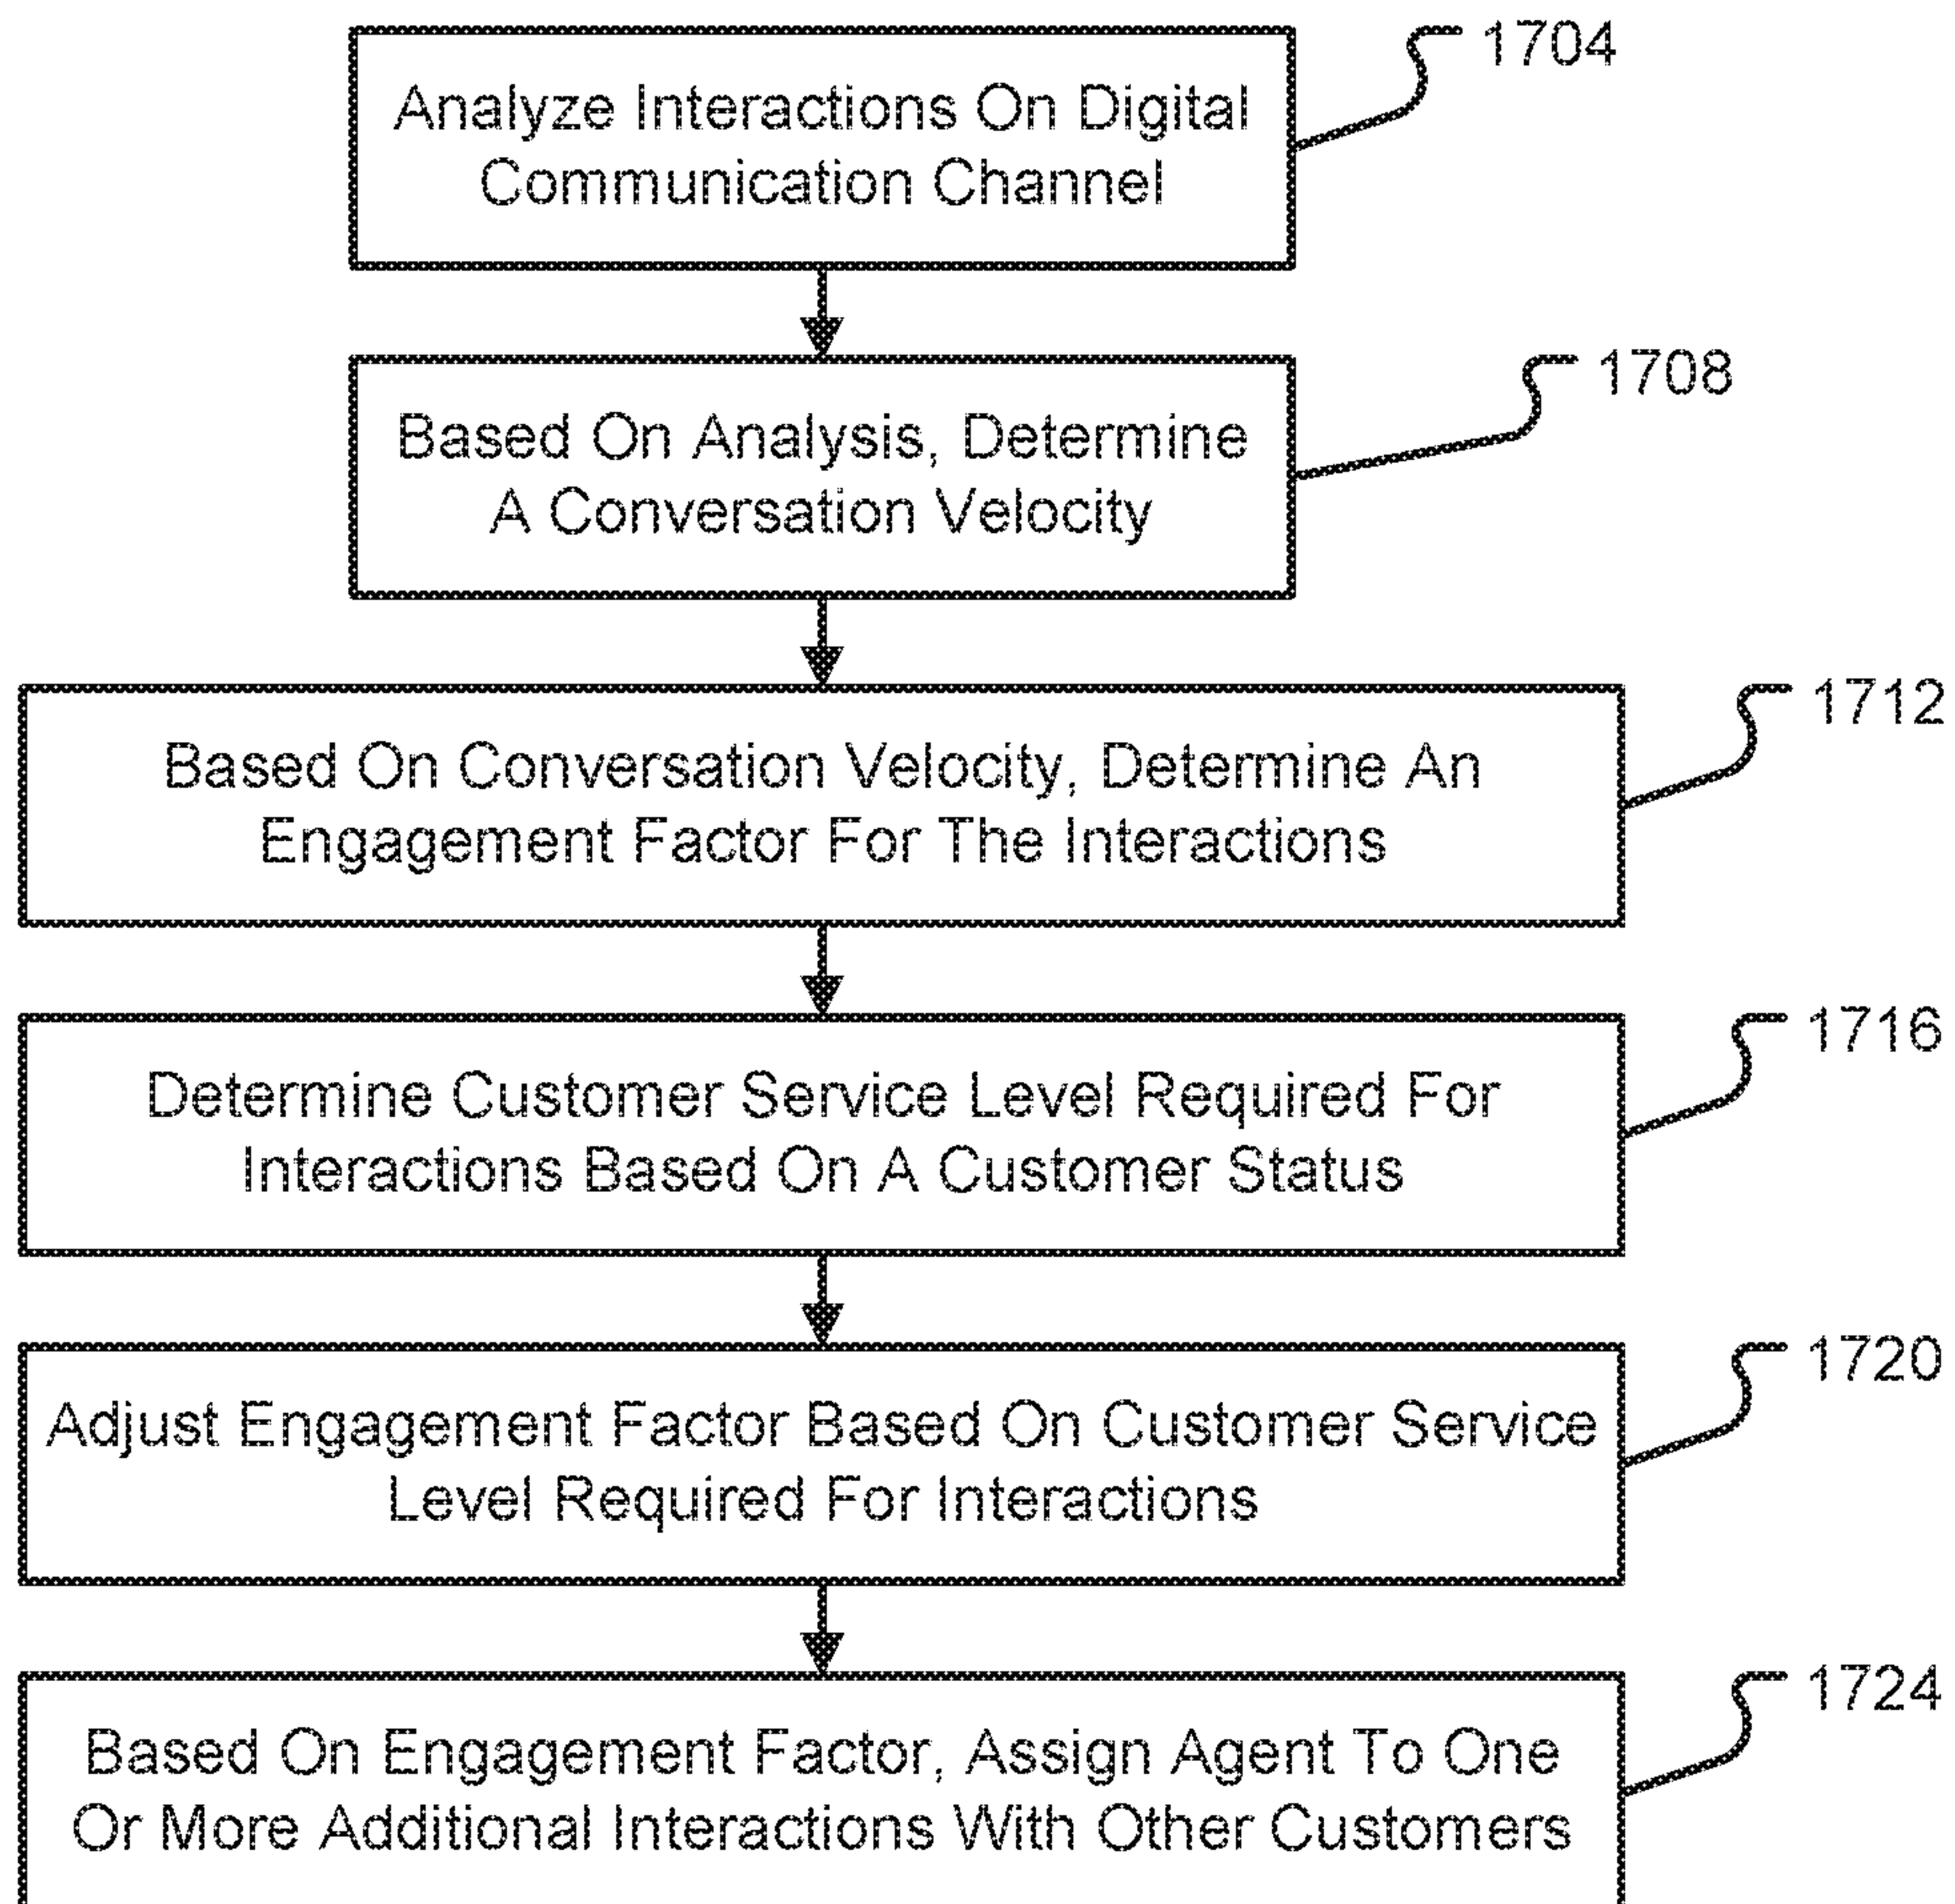 1704
Analyze Interactions On Digital
Communication Channel
1708
Based On Analysis, Determine
A Conversation Velocity
1712
Based On Conversation Velocity, Determine An
Engagement Factor For The Interactions
1716
Determine Customer Service Level Required For
Interactions Based On A Customer Status
1720
Adjust Engagement Factor Based On Customer Service
Level Required For Interactions
1724
Based On Engagement Factor, Assign Agent To One
Or More Additional Interactions With Other Customers